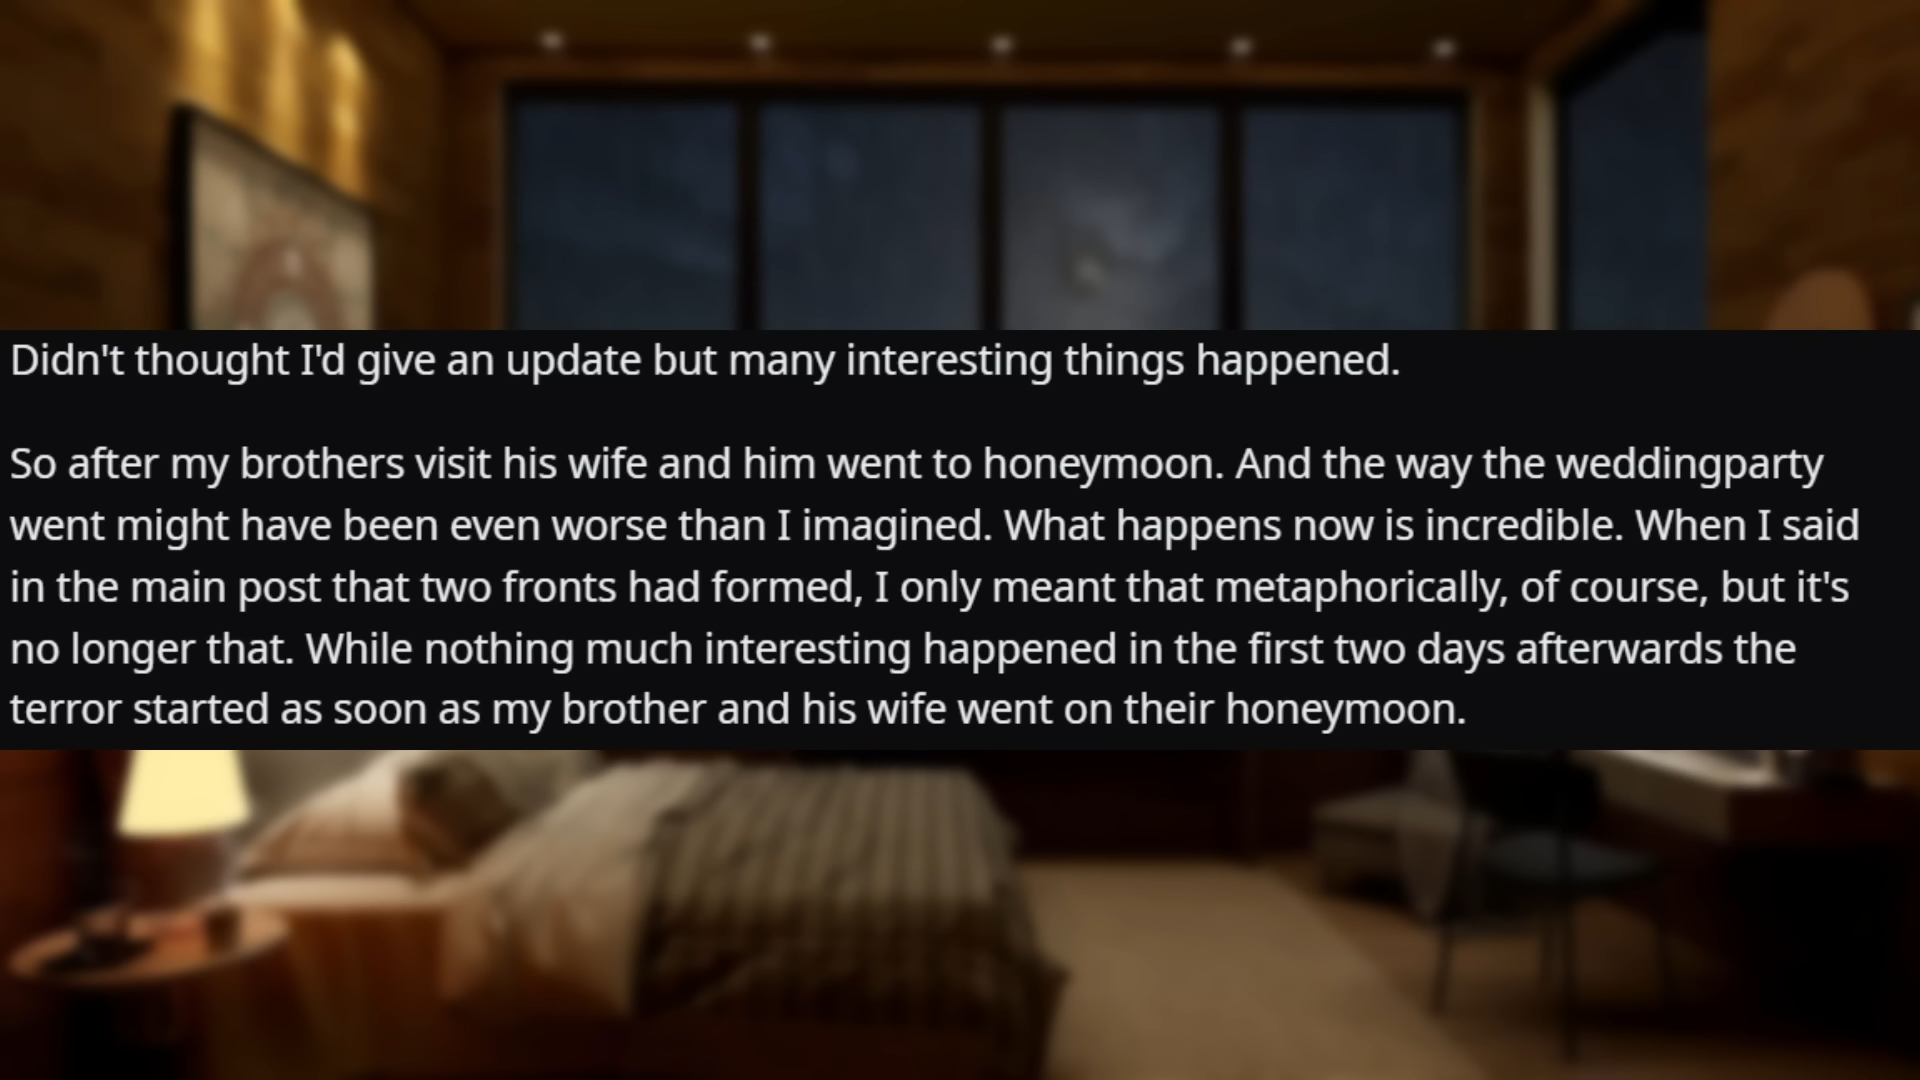 Didn't thought I'd give an update but many interesting things happened.
So after my brothers visit his wife and him went to honeymoon. And the way the weddingparty
went might have been even worse than I imagined. What happens now is incredible. When I said
in the main post that two fronts had formed, I only meant that metaphorically, of course, but it's
no longer that. While nothing much interesting happened in the first two days afterwards the
terror started as soon as my brother and his wife went on their honeymoon.